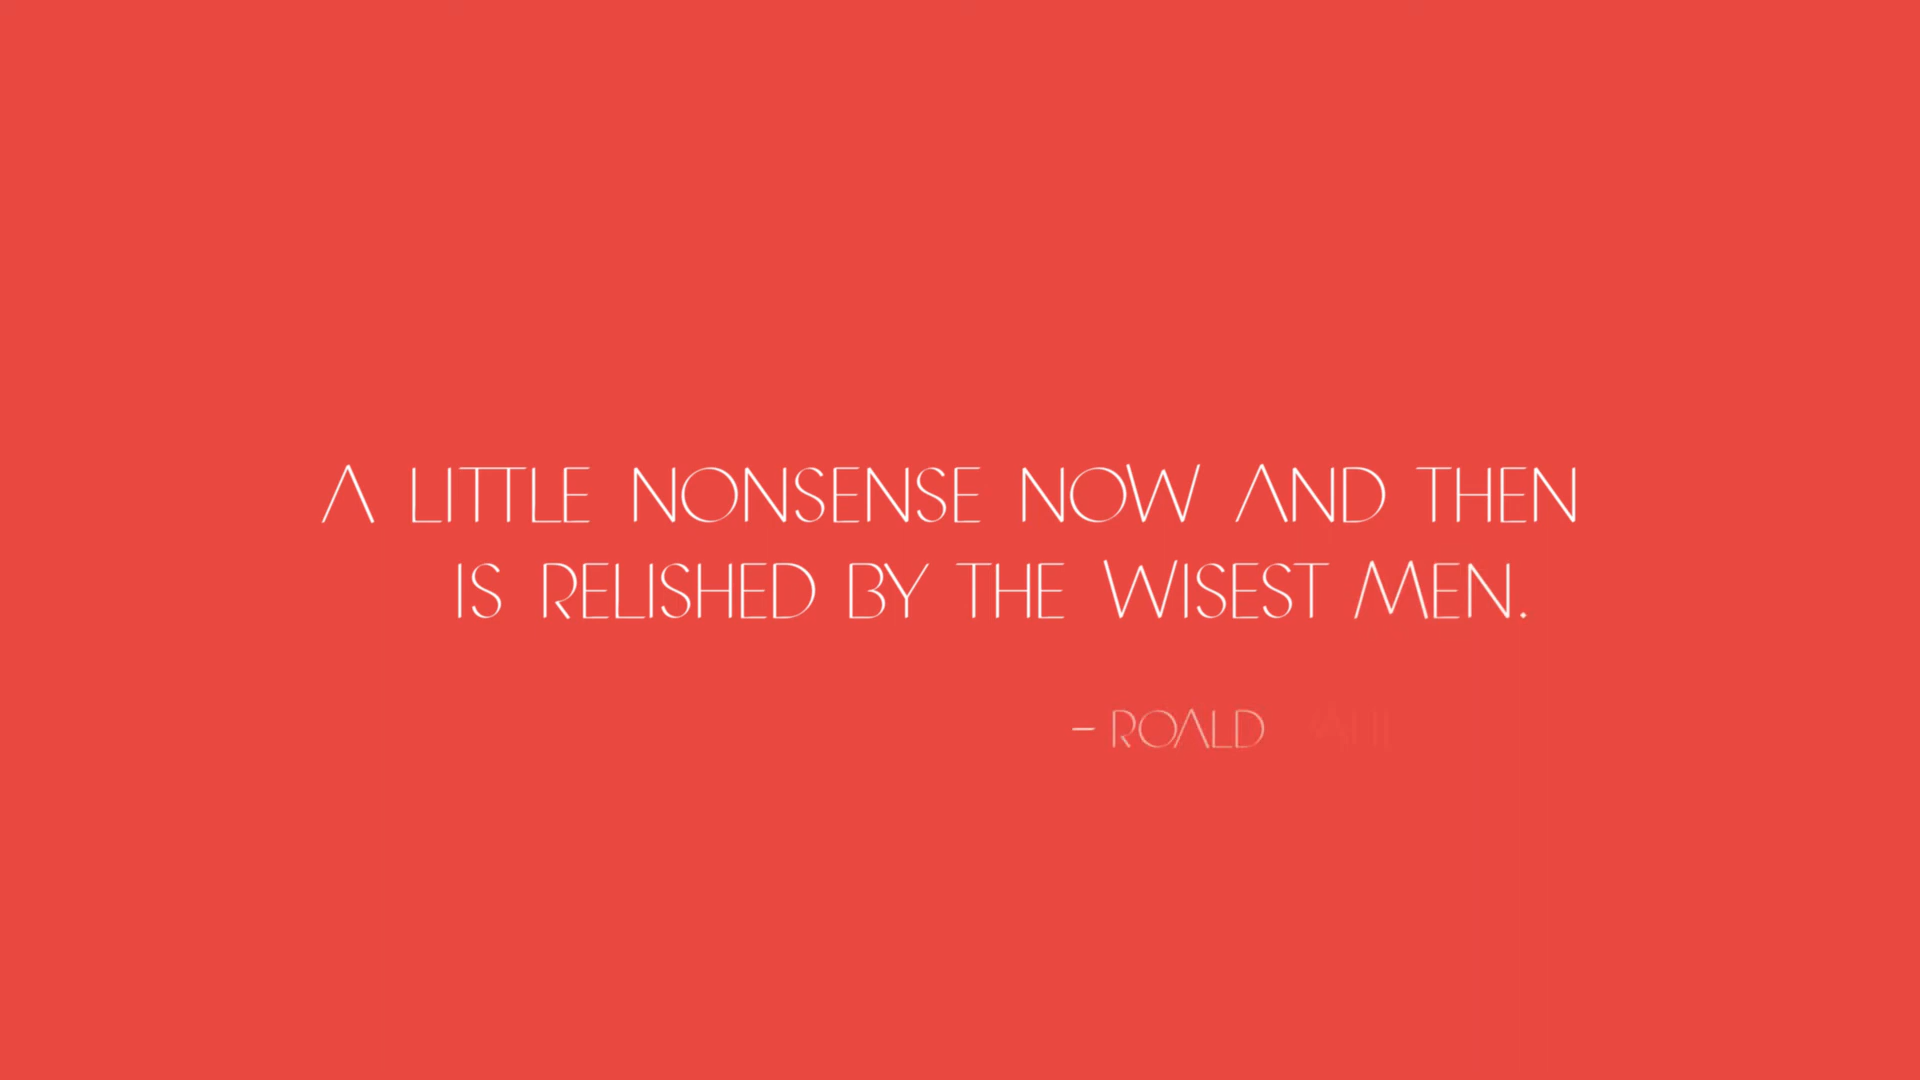 A LITTLE NONSENSE NOW AND THEN
IS RELISHED BY THE WISEST MEN.
– ROALD